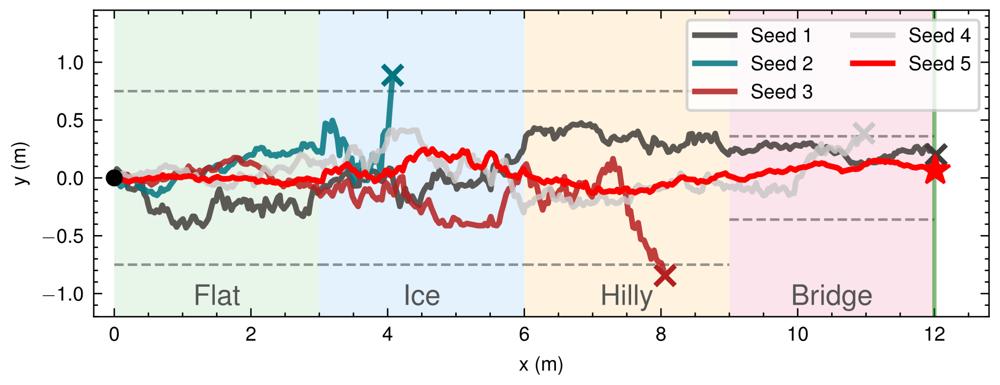 Seed 1
Seed 2
Seed 3
Seed 4
Seed 5
1.0
0.5
0.0
−0.5
−1.0
y (m)
Flat
Ice
Hilly
Bridge
0
2
4
6
8
10
12
x (m)